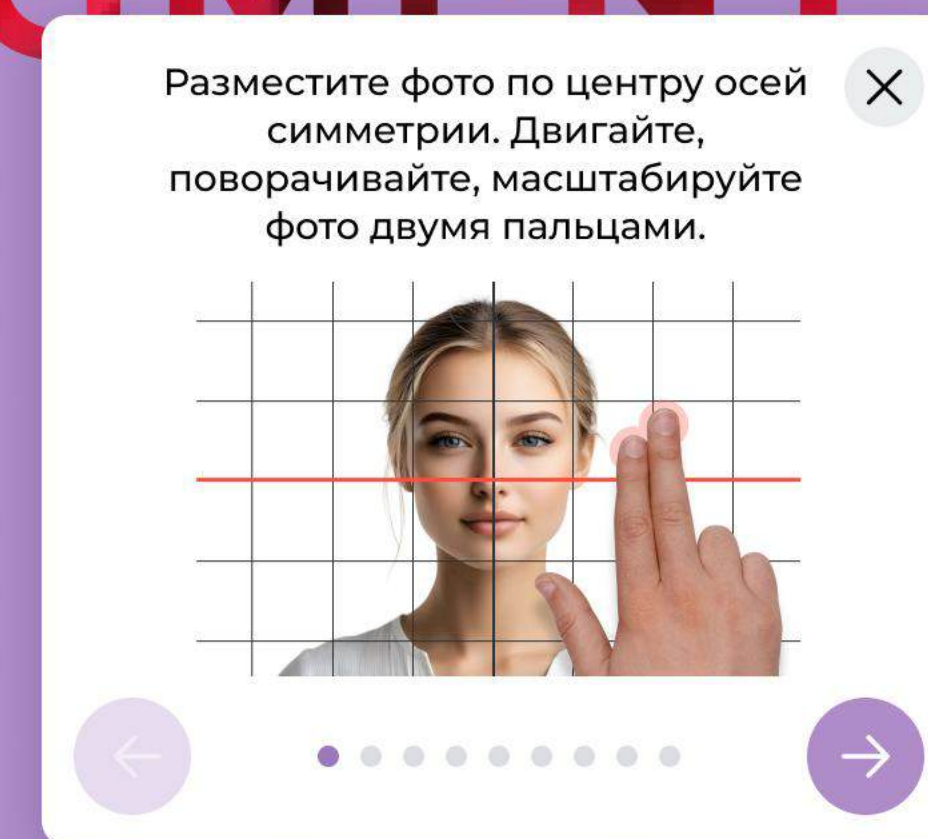 Разместите фото по центру осей
симметрии. Двигайте,
поворачивайте, масштабируйте
фото двумя пальцами.